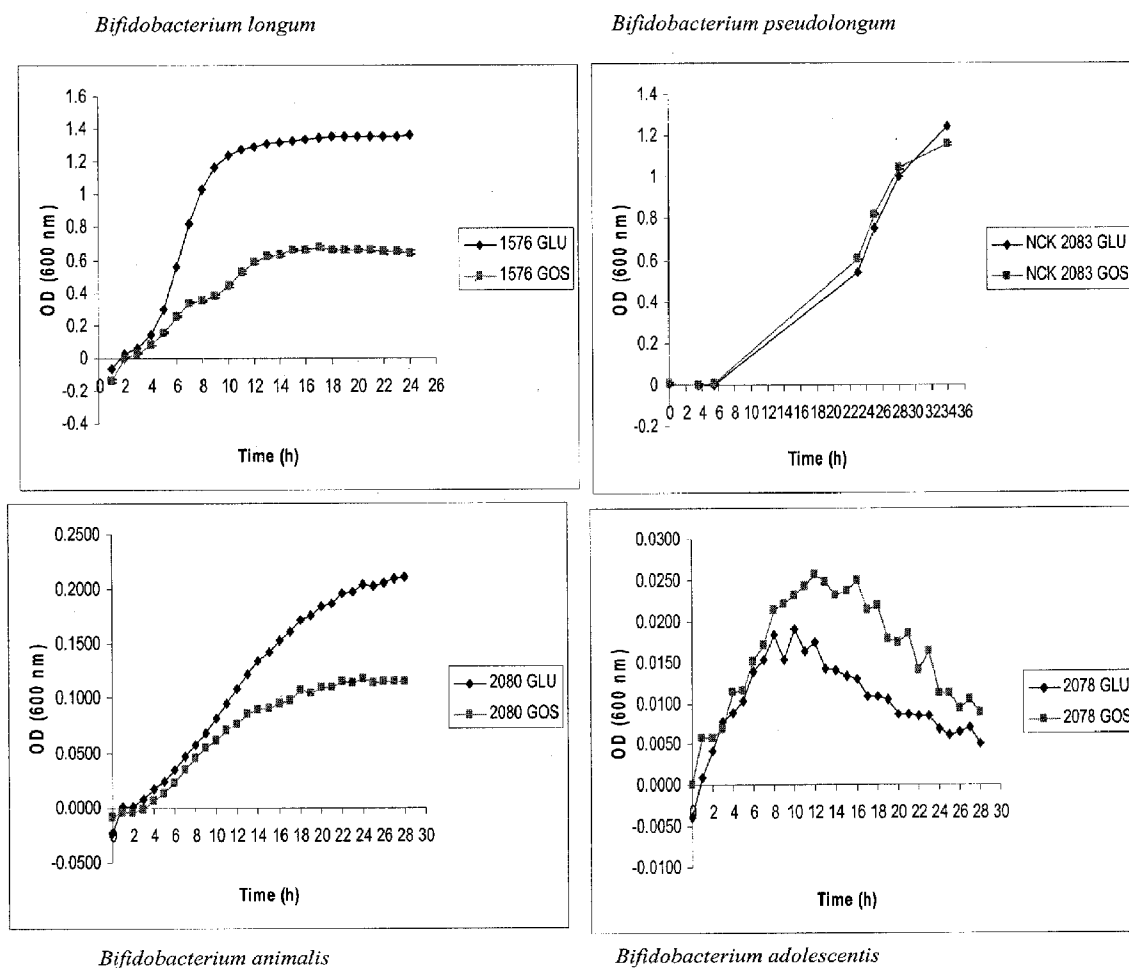 Bifidobacterium longum
Bifidobacterium pseudolongum
1.6
1.4
1.2
1
0.8
0.6
0.4
0.2
0
-0.2
-0.4
0 2 4 6 8 10 12 14 16 18 20 22 24 26
OD (600 nm)
Time (h)
1576 GLU
1576 GOS
1.4
1.2
1
0.8
0.6
0.4
0.2
0
-0.2
0 2 4 6 8 10 12 14 16 18 20 22 24 26 28 30 32 34 36
OD (600 nm)
Time (h)
NCK 2083 GLU
NCK 2083 GOS
0.2500
0.2000
0.1500
0.1000
0.0500
0.0000
-0.0500
0 2 4 6 8 10 12 14 16 18 20 22 24 26 28 30
OD (600 nm)
Time (h)
2080 GLU
2080 GOS
0.0300
0.0250
0.0200
0.0150
0.0100
0.0050
0.0000
-0.0050
-0.0100
0 2 4 6 8 10 12 14 16 18 20 22 24 26 28 30
OD (600 nm)
Time (h)
2078 GLU
2078 GOS
Bifidobacterium animalis
Bifidobacterium adolescentis